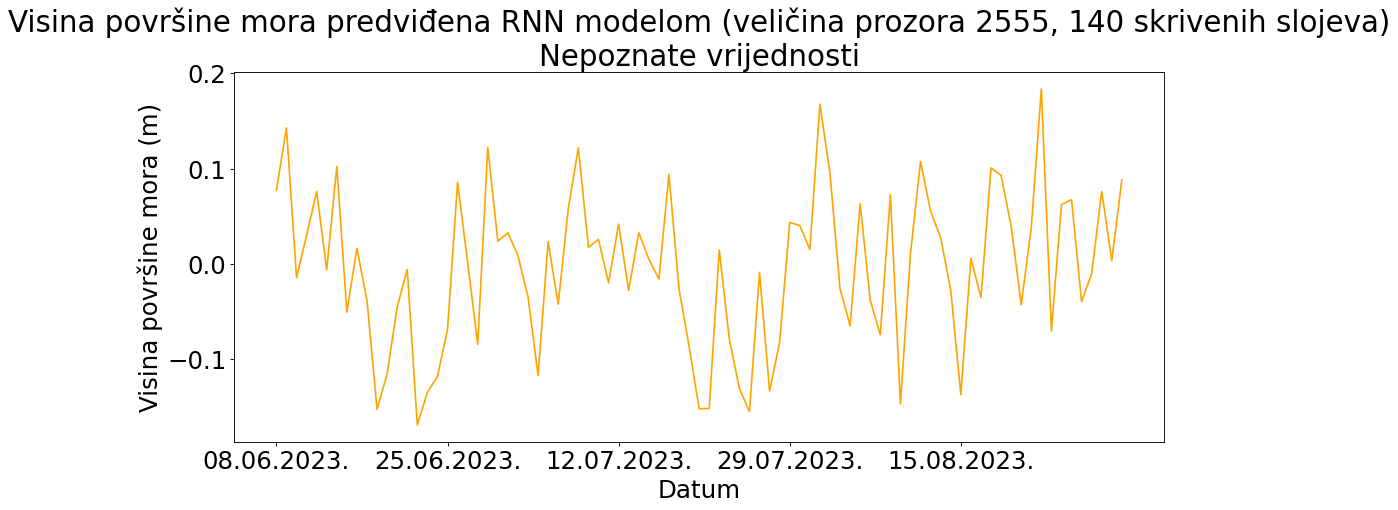 Visina površine mora predviđena RNN modelom (veličina prozora 2555, 140 skrivenih slojeva)
Nepoznate vrijednosti
Visina površine mora (m)
0.2
0.1
0.0
−0.1
08.06.2023.
25.06.2023.
12.07.2023.
29.07.2023.
15.08.2023.
Datum